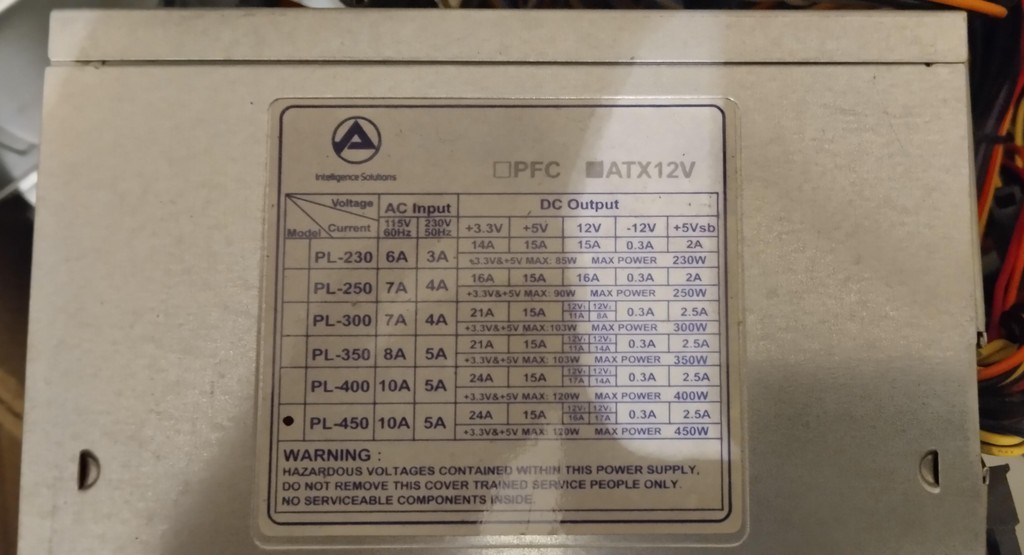 Intelligence Solutions
□PFC ■ATX12V
Voltage AC Input DC Output
Model Current 115V 60Hz 230V 50Hz +3.3V +5V 12V -12V +5Vsb
PL-230 6A 3A 14A 15A 15A 0.3A 2A
+3.3V&+5V MAX: 85W MAX POWER 230W
PL-250 7A 4A 16A 15A 16A 0.3A 2A
+3.3V&+5V MAX: 90W MAX POWER 250W
PL-300 7A 4A 21A 15A 12V1 11A 12V2 8A 0.3A 2.5A
+3.3V&+5V MAX:103W MAX POWER 300W
PL-350 8A 5A 21A 15A 12V1 11A 12V2 14A 0.3A 2.5A
+3.3V&+5V MAX: 103W MAX POWER 350W
PL-400 10A 5A 24A 15A 12V1 17A 12V2 14A 0.3A 2.5A
+3.3V&+5V MAX: 120W MAX POWER 400W
PL-450 10A 5A 24A 15A 12V1 16A 12V2 17A 0.3A 2.5A
+3.3V&+5V MAX: 120W MAX POWER 450W
WARNING :
HAZARDOUS VOLTAGES CONTAINED WITHIN THIS POWER SUPPLY,
DO NOT REMOVE THIS COVER TRAINED SERVICE PEOPLE ONLY.
NO SERVICEABLE COMPONENTS INSIDE.